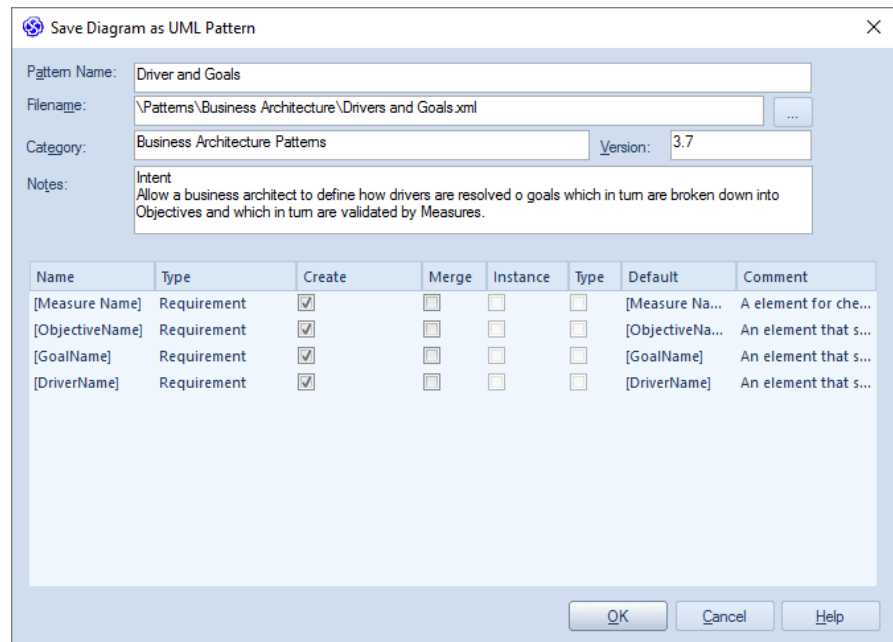 Save Diagram as UML Pattern
Pattern Name: Driver and Goals
Filename: \Patterns\Business Architecture\Drivers and Goals.xml ...
Category: Business Architecture Patterns Version: 3.7
Notes: Intent
Allow a business architect to define how drivers are resolved o goals which in turn are broken down into
Objectives and which in turn are validated by Measures.
Name Type Create Merge Instance Type Default Comment
[Measure Name] Requirement [Measure Na... A element for che...
[ObjectiveName] Requirement [ObjectiveNa... An element that s...
[GoalName] Requirement [GoalName] An element that s...
[DriverName] Requirement [DriverName] An element that s...
OK Cancel Help